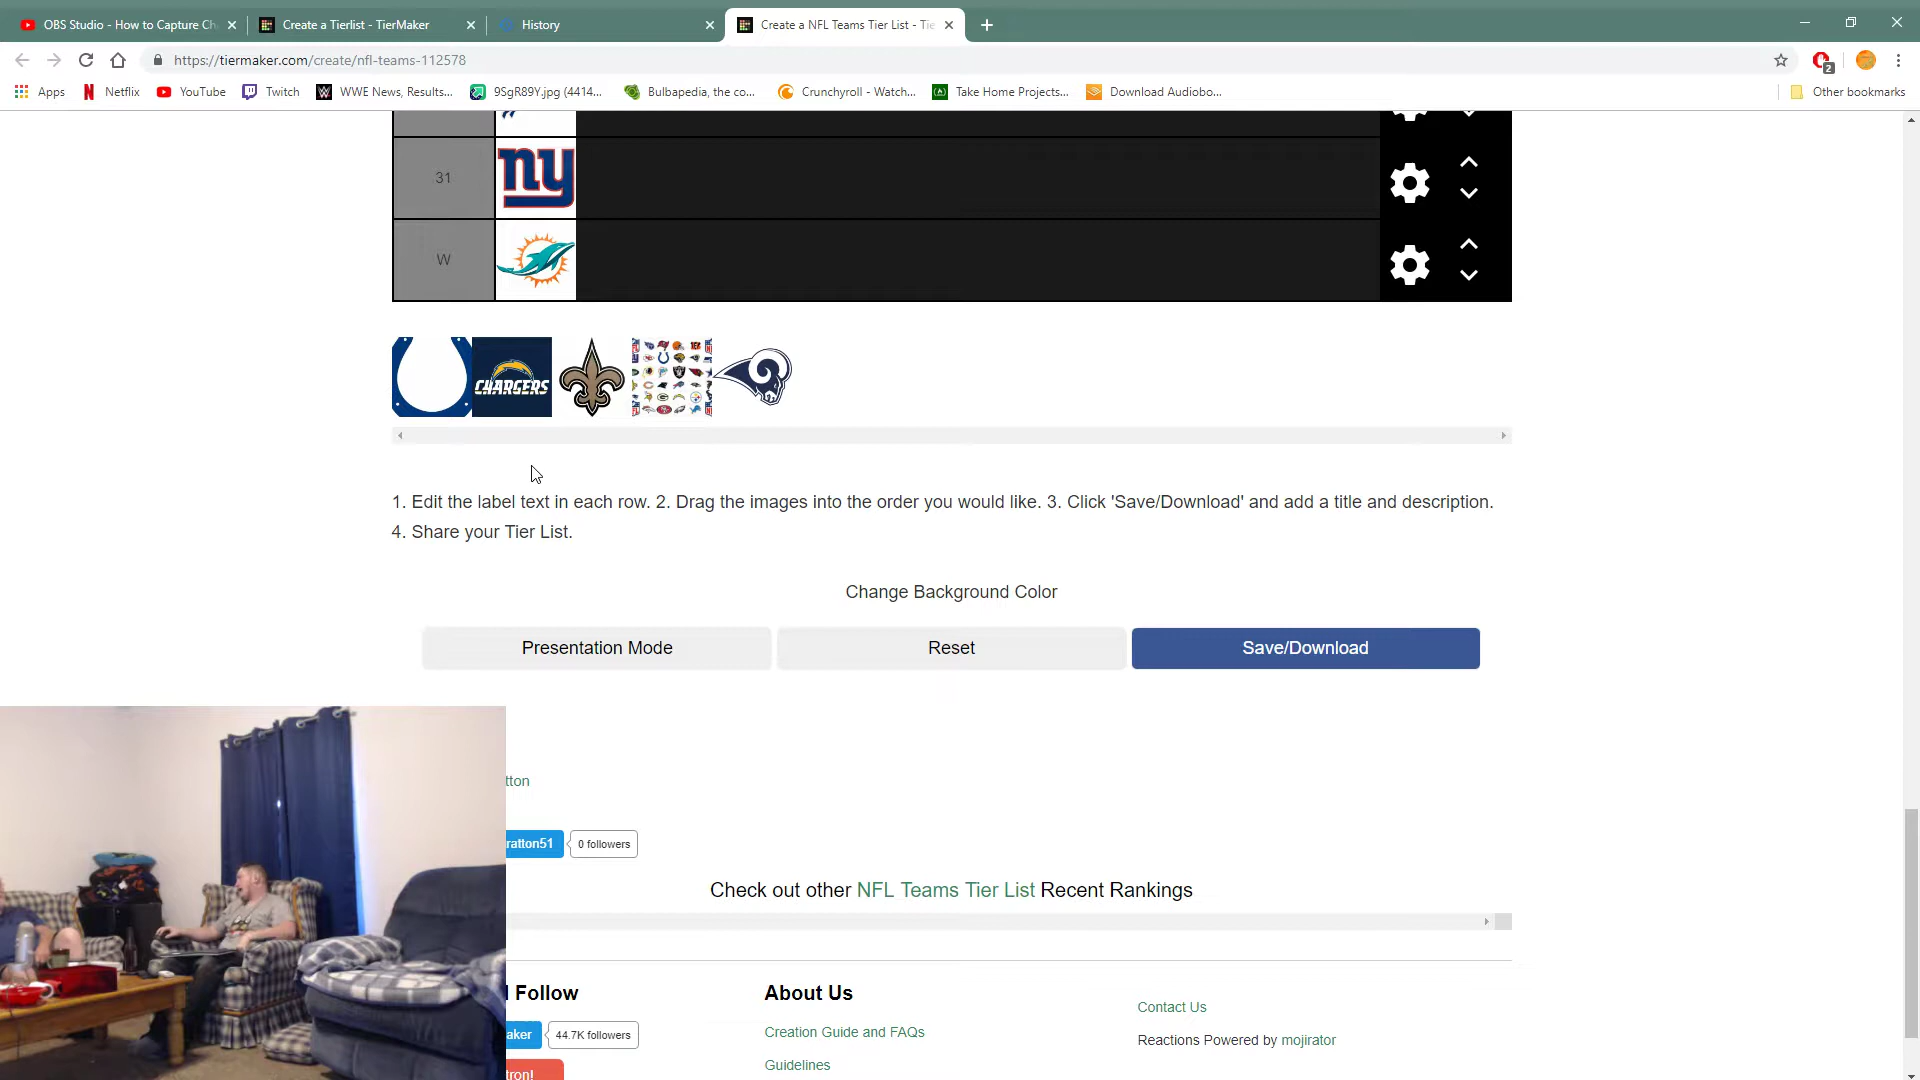 OBS Studio - How to Capture Ch
Create a Tierlist - TierMaker
History
Create a NFL Teams Tier List - Tie
https://tiermaker.com/create/nfl-teams-112578
2
Apps
Netflix
YouTube
Twitch
WWE News, Results...
9SgR89Y.jpg (4414...
Bulbapedia, the co...
Crunchyroll - Watch...
Take Home Projects...
Download Audiobo...
Other bookmarks
31
ny
W
CHARGERS
1. Edit the label text in each row. 2. Drag the images into the order you would like. 3. Click 'Save/Download' and add a title and description.
4. Share your Tier List.
Change Background Color
Presentation Mode
Reset
Save/Download
tton
ratton51
0 followers
Check out other NFL Teams Tier List Recent Rankings
l Follow
About Us
Contact Us
aker
44.7K followers
Creation Guide and FAQs
Reactions Powered by mojirator
Guidelines
tron!